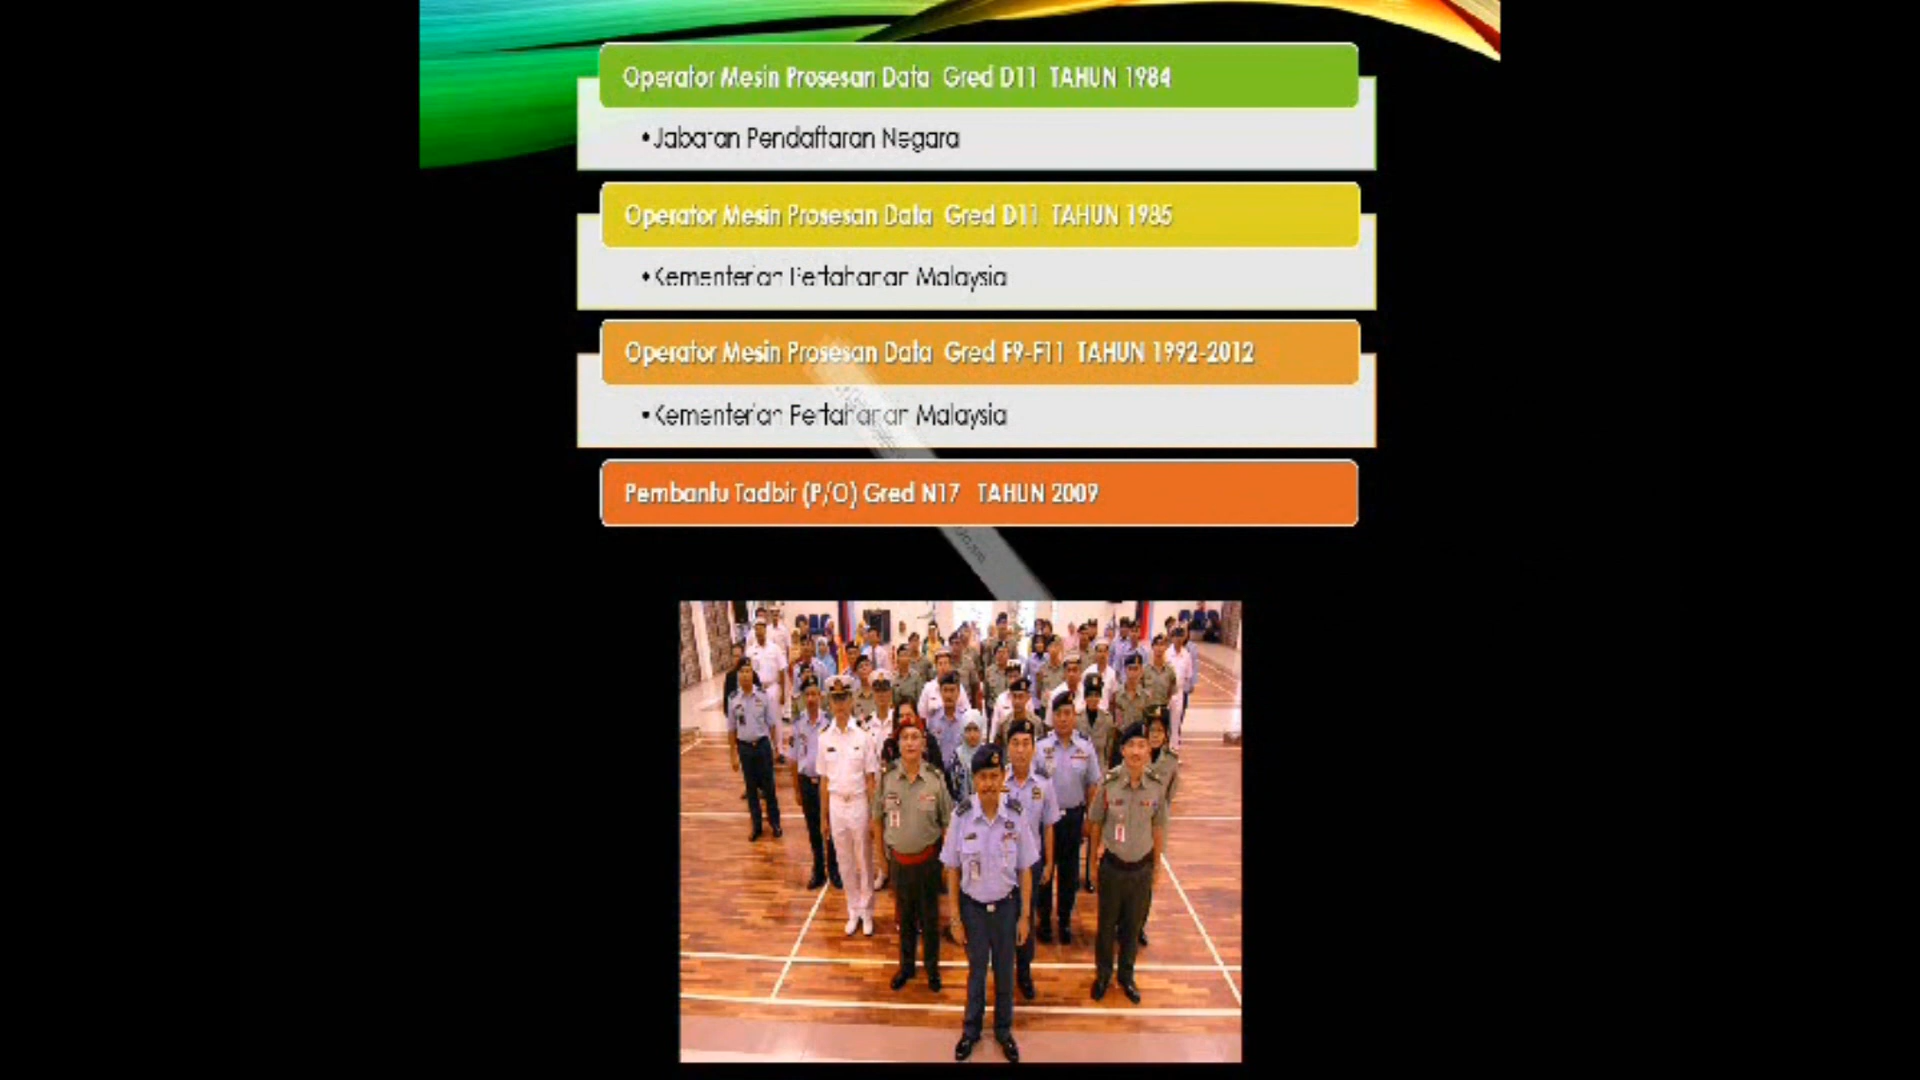 Operator Mesin Prosesan Data Gred D11 TAHUN 1984
•Jabatan Pendaftaran Negara
Operator Mesin Prosesan Data Gred D11 TAHUN 1985
•Kementerian Pertahanan Malaysia
Operator Mesin Prosesan Data Gred F9-F11 TAHUN 1992-2012
•Kementerian Pertahanan Malaysia
Pembantu Tadbir (P/O) Gred N17 TAHUN 2009